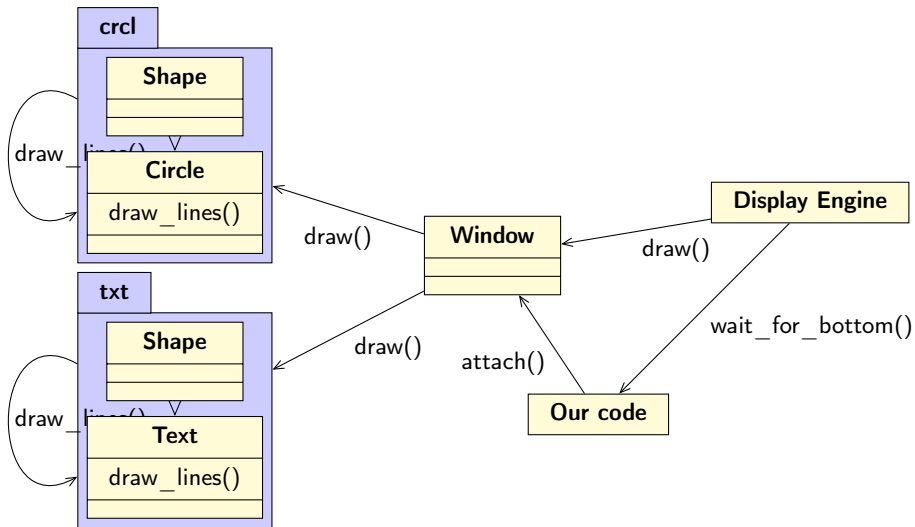 crcl
Shape
draw_lines()
Circle
draw_lines()
draw()
Window
Display Engine
draw()
txt
Shape
draw()
wait_for_bottom()
attach()
Our code
draw_lines()
Text
draw_lines()